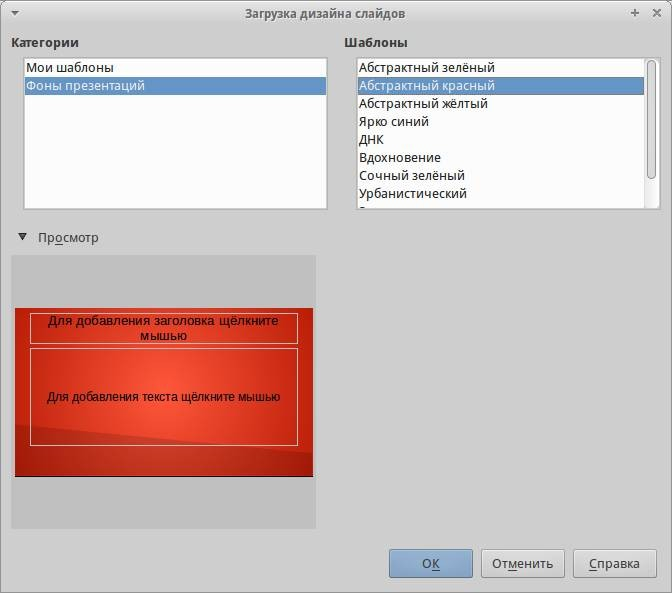 Загрузка дизайна слайдов
Категории
Мои шаблоны
Фоны презентаций
Шаблоны
Абстрактный зелёный
Абстрактный красный
Абстрактный жёлтый
Ярко синий
ДНК
Вдохновение
Сочный зелёный
Урбанистический
Просмотр
Для добавления заголовка щёлкните
мышью
Для добавления текста щёлкните мышью
ОК
Отменить
Справка